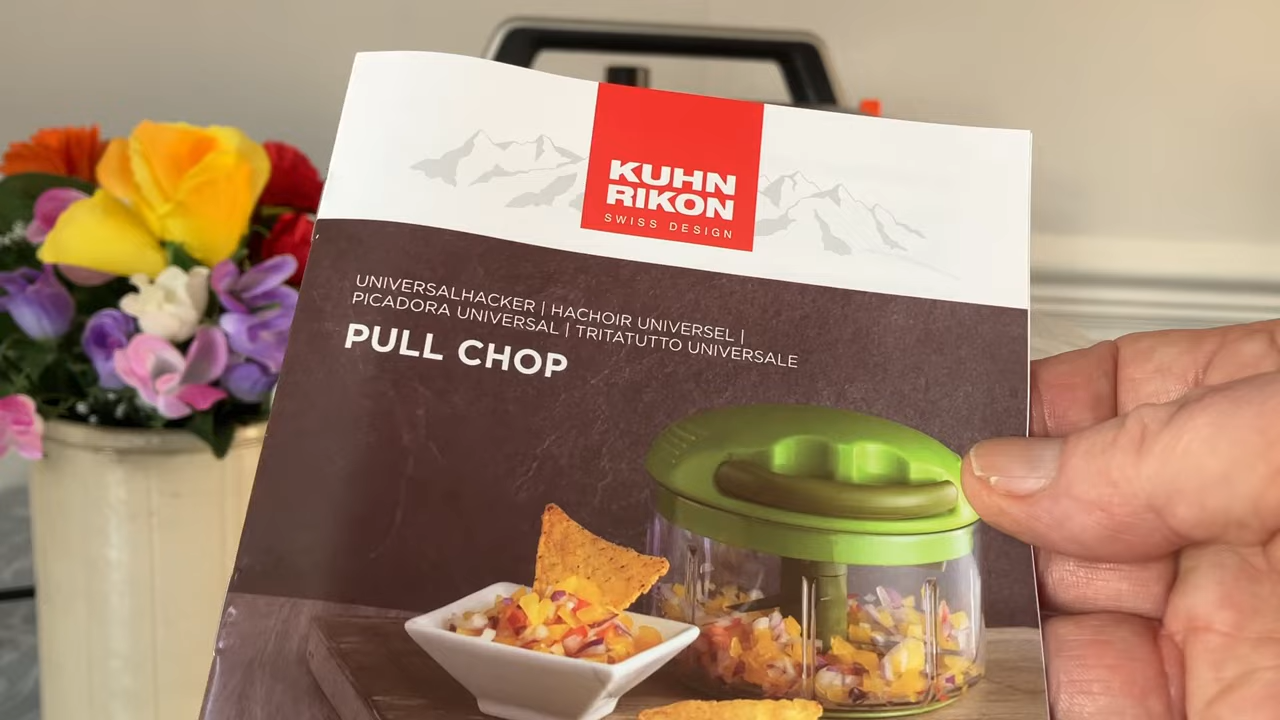 KUHN
RIKON
SWISS DESIGN
UNIVERSALHACKER | HACHOIR UNIVERSEL |
PICADORA UNIVERSAL | TRITATUTTO UNIVERSALE
PULL CHOP